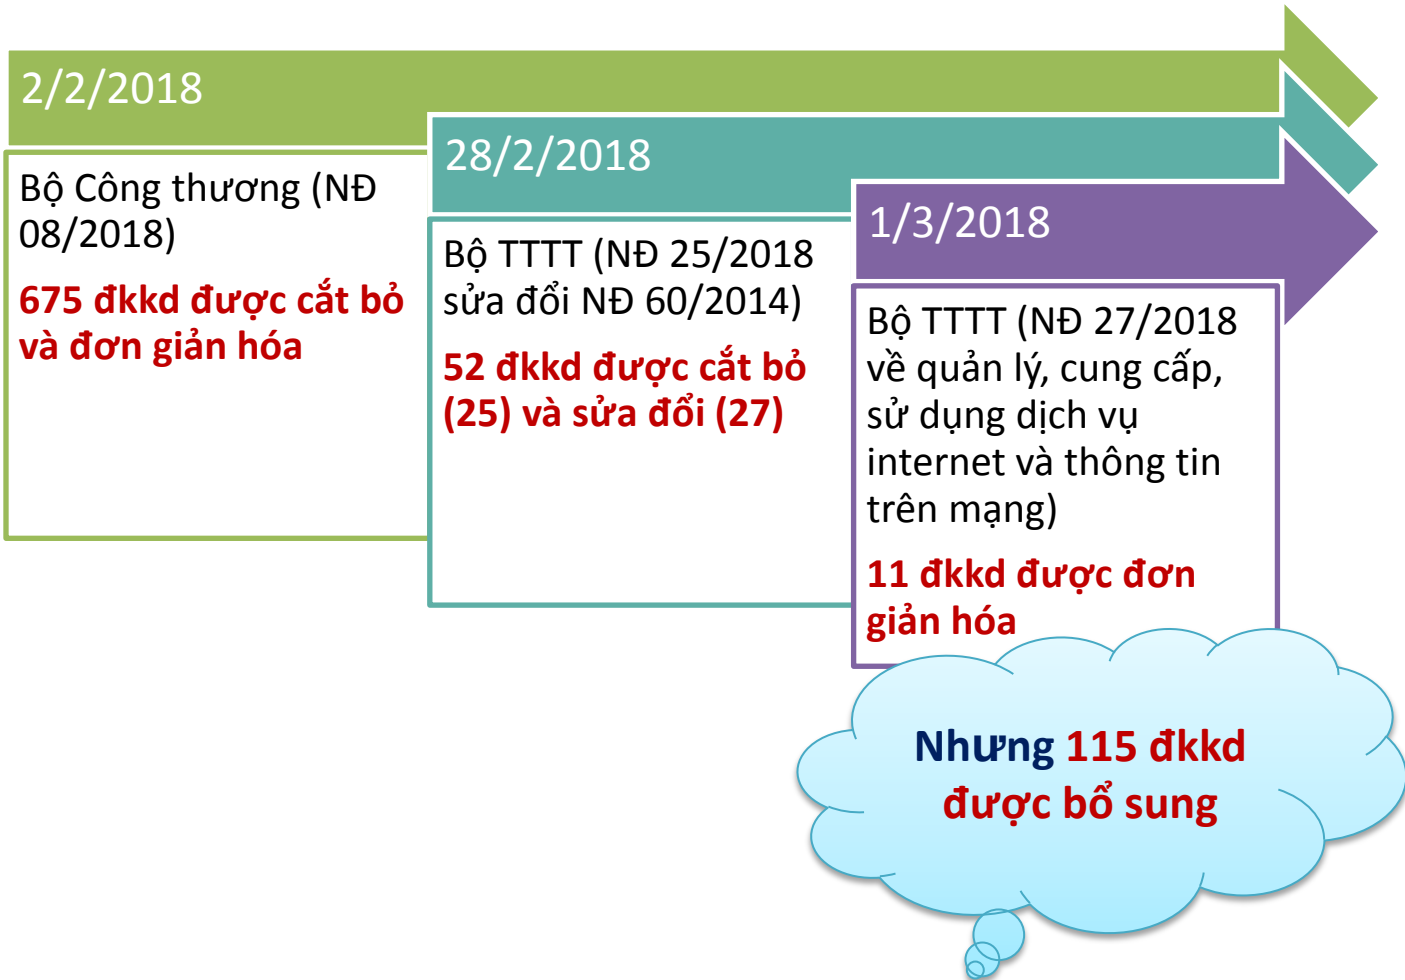 2/2/2018
Bộ Công thương (NĐ
08/2018)
675 đkkd được cắt bỏ
và đơn giản hóa
28/2/2018
Bộ TTTT (NĐ 25/2018
sửa đổi NĐ 60/2014)
52 đkkd được cắt bỏ
(25) và sửa đổi (27)
1/3/2018
Bộ TTTT (NĐ 27/2018
về quản lý, cung cấp,
sử dụng dịch vụ
internet và thông tin
trên mạng)
11 đkkd được đơn
giản hóa
Nhưng 115 đkkd
được bổ sung